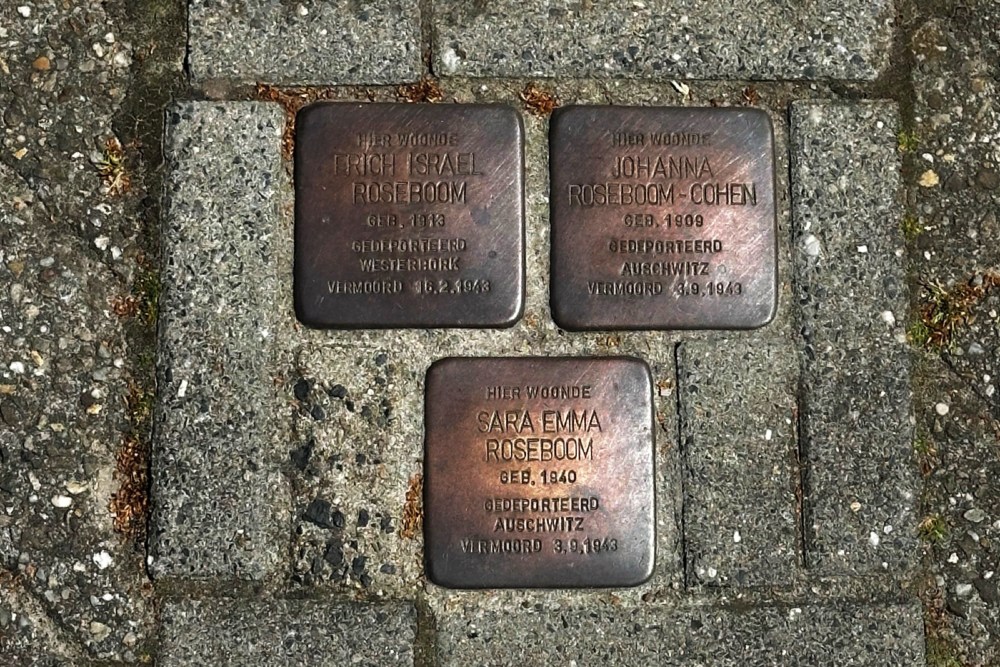 HIER WOONDE
ERICH ISRAEL
ROSEBOOM
GEB. 1913
GEDEPORTEERD
WESTERBORK
VERMOORD 16.2.1943
HIER WOONDE
JOHANNA
ROSEBOOM-COHEN
GEB. 1909
GEDEPORTEERD
AUSCHWITZ
VERMOORD 3.9.1943
HIER WOONDE
SARA EMMA
ROSEBOOM
GEB. 1940
GEDEPORTEERD
AUSCHWITZ
VERMOORD 3.9.1943